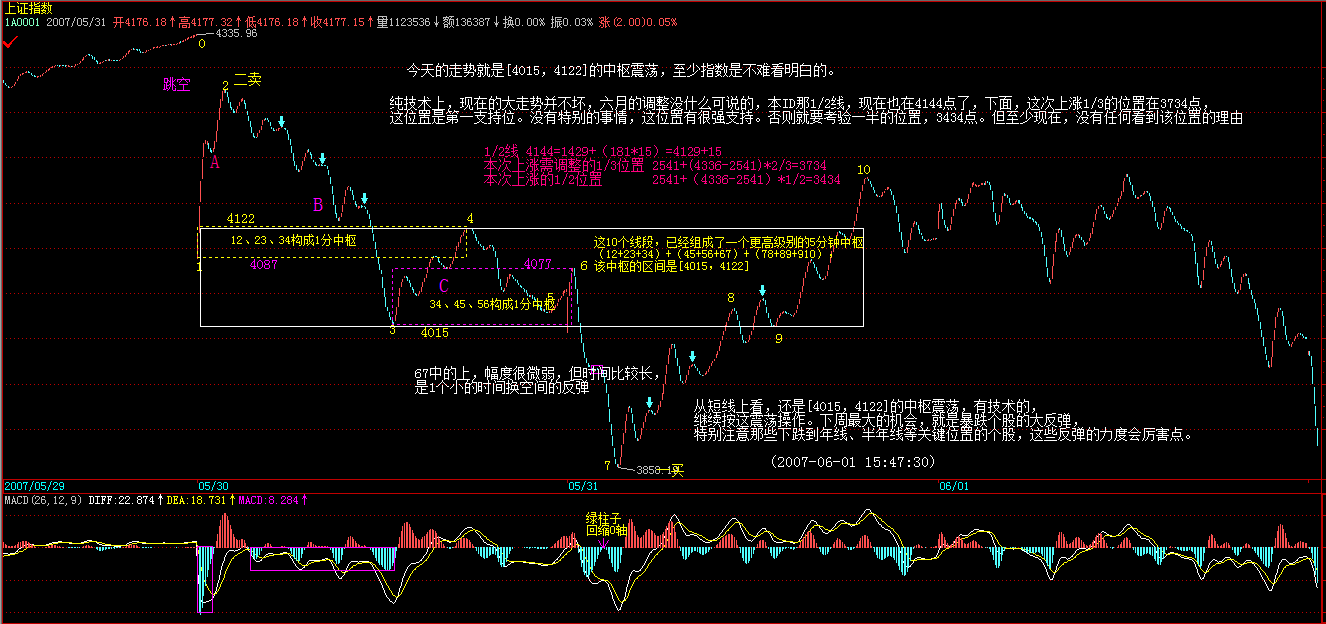 上证指数
1A0001 2007/05/31 开4176.18↑高4177.32↑低4176.18↑收4177.15↑量1123536↓额136387↓换0.00% 振0.03% 涨(2.00)0.05%
4335.96
0
跳空
2 二卖
今天的走势就是[4015，4122]的中枢震荡，至少指数是不难看明白的。
纯技术上，现在的大走势并不坏，六月的调整没什么可说的，本ID那1/2线，现在也在4144点了，下面，这次上涨1/3的位置在3734点，
这位置是第一支持位。没有特别的事情，这位置有很强支持。否则就要考验一半的位置，3434点。但至少现在，没有任何看到该位置的理由
1/2线 4144=1429+（181*15）=4129+15
本次上涨需调整的1/3位置 2541+(4336-2541)*2/3=3734
本次上涨的1/2位置 2541+（4336-2541）*1/2=3434
A
B
10
4122
4
12、23、34构成1分中枢
这10个线段，已经组成了一个更高级别的5分钟中枢
（12+23+34）+（45+56+67）+（78+89+910），
该中枢的区间是[4015，4122]
1
4087
4077
6
C
5
8
34、45、56构成1分中枢
3
4015
9
67中的上，幅度很微弱，但时间比较长，
是1个小的时间换空间的反弹
从短线上看，还是[4015，4122]的中枢震荡，有技术的，
继续按这震荡操作。下周最大的机会，就是暴跌个股的大反弹，
特别注意那些下跌到年线、半年线等关键位置的个股，这些反弹的力度会厉害点。
（2007-06-01 15:47:30）
7
买
2007/05/29
05/30
05/31
06/01
MACD(26,12,9) DIFF:22.874↑DEA:18.731↑MACD:8.284↑
绿柱子
回缩0轴